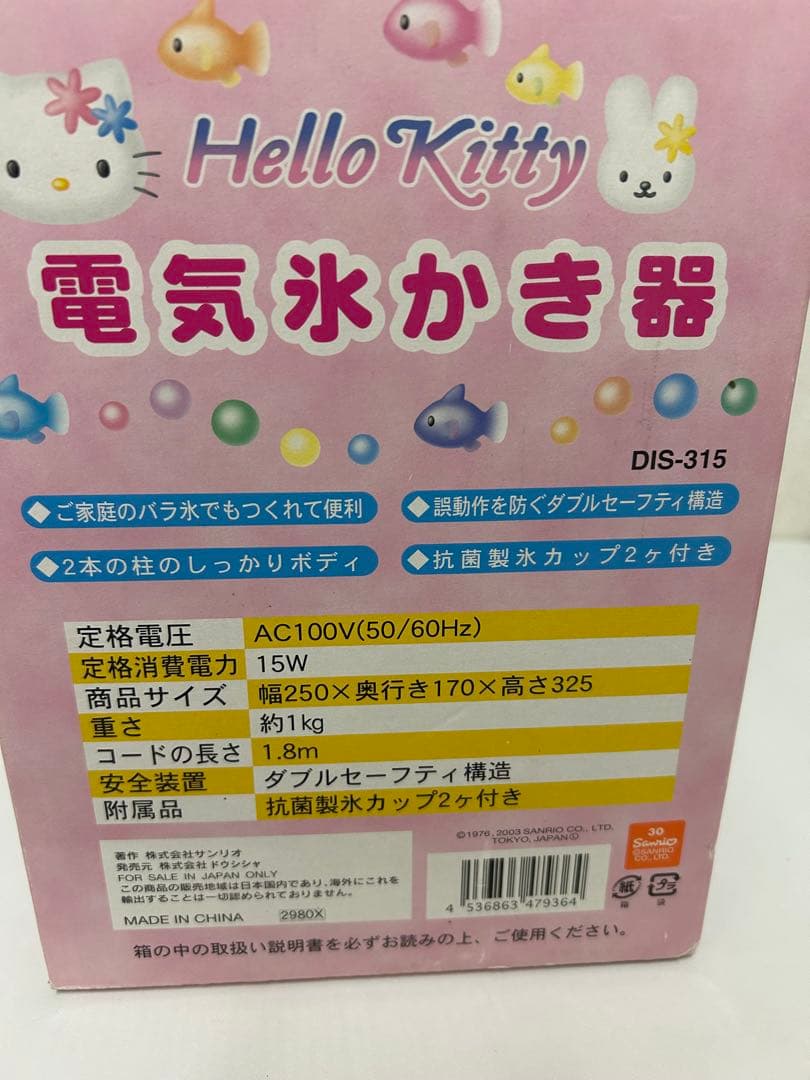 Hello Kitty
電気氷かき器
DIS-315
◆ご家庭のバラ氷でもつくれて便利
◆誤動作を防ぐダブルセーフティ構造
◆2本の柱のしっかりボディ
◆抗菌製氷カップ2ヶ付き
定格電圧 AC100V(50/60Hz)
定格消費電力 15W
商品サイズ 幅250×奥行き170×高さ325
重さ 約1kg
コードの長さ 1.8m
安全装置 ダブルセーフティ構造
附属品 抗菌製氷カップ2ヶ付き
著作 株式会社サンリオ
発売元 株式会社ドウシシャ
FOR SALE IN JAPAN ONLY
この商品の販売地域は日本国内であり、海外にこれを
輸出することは一切認められておりません。
MADE IN CHINA 2980X
©1976, 2003 SANRIO CO., LTD.
TOKYO, JAPAN Ⓛ
30
Sanrio
©SANRIO
CO., LTD.
4 536863 479364
紙
箱
プラ
袋
箱の中の取扱い説明書を必ずお読みの上、ご使用ください。